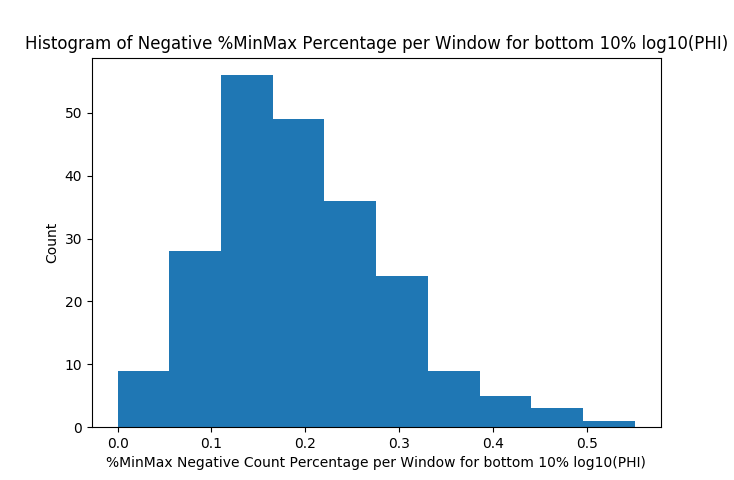 Histogram of Negative %MinMax Percentage per Window for bottom 10% log10(PHI)
50
40
30
20
10
0
Count
0.0 0.1 0.2 0.3 0.4 0.5
%MinMax Negative Count Percentage per Window for bottom 10% log10(PHI)